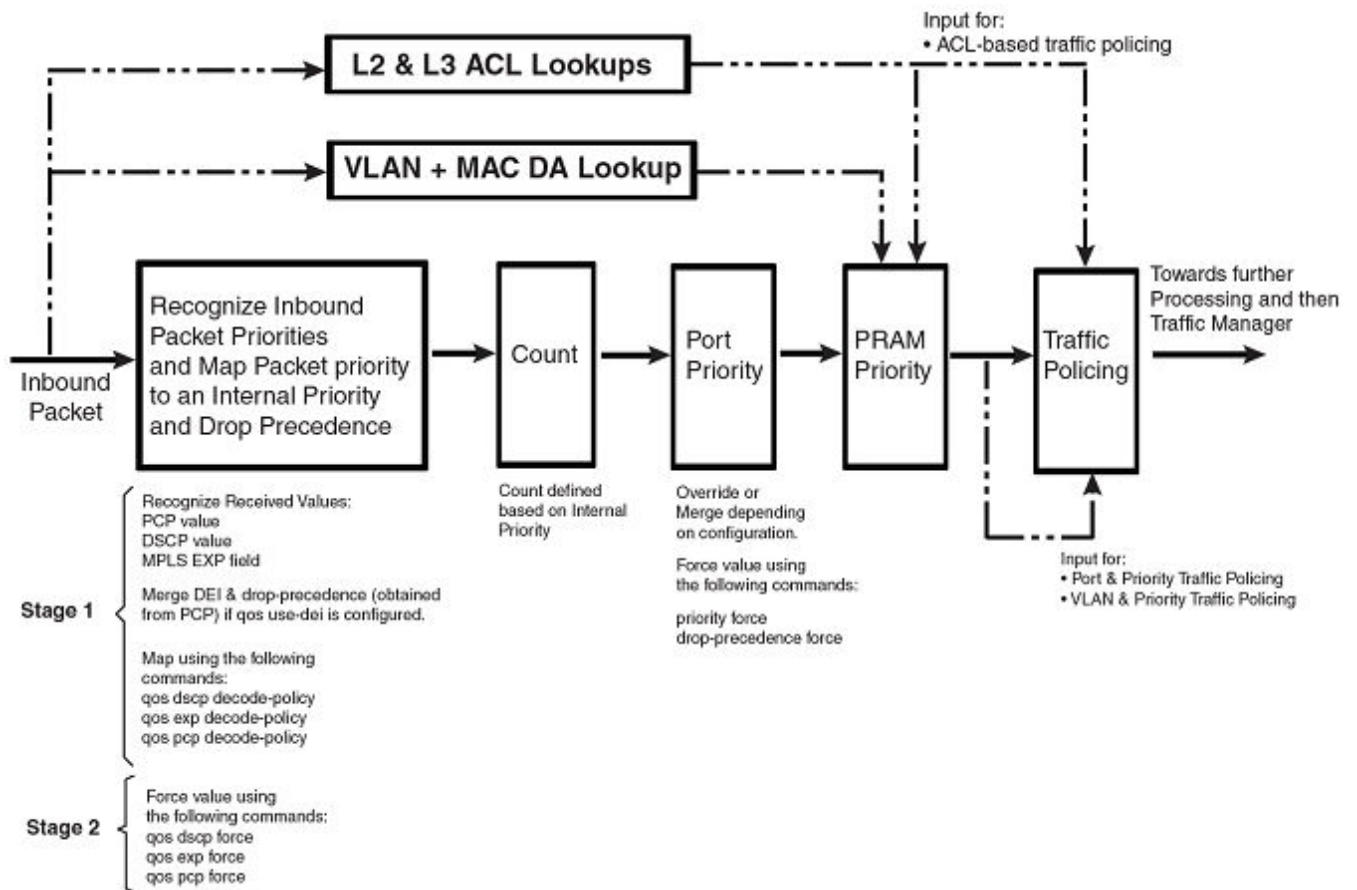 Input for:
• ACL-based traffic policing
L2 & L3 ACL Lookups
VLAN + MAC DA Lookup
Inbound
Packet
Recognize Inbound
Packet Priorities
and Map Packet priority
to an Internal Priority
and Drop Precedence
Count
Port
Priority
PRAM
Priority
Traffic
Policing
Towards further
Processing and then
Traffic Manager
Stage 1
Recognize Received Values:
PCP value
DSCP value
MPLS EXP field
Merge DEI & drop-precedence (obtained
from PCP) if qos use-dei is configured.
Map using the following
commands:
qos dscp decode-policy
qos exp decode-policy
qos pcp decode-policy
Stage 2
Force value using
the following commands:
qos dscp force
qos exp force
qos pcp force
Count defined
based on Internal
Priority
Override or
Merge depending
on configuration.
Force value using
the following commands:
priority force
drop-precedence force
Input for:
• Port & Priority Traffic Policing
• VLAN & Priority Traffic Policing